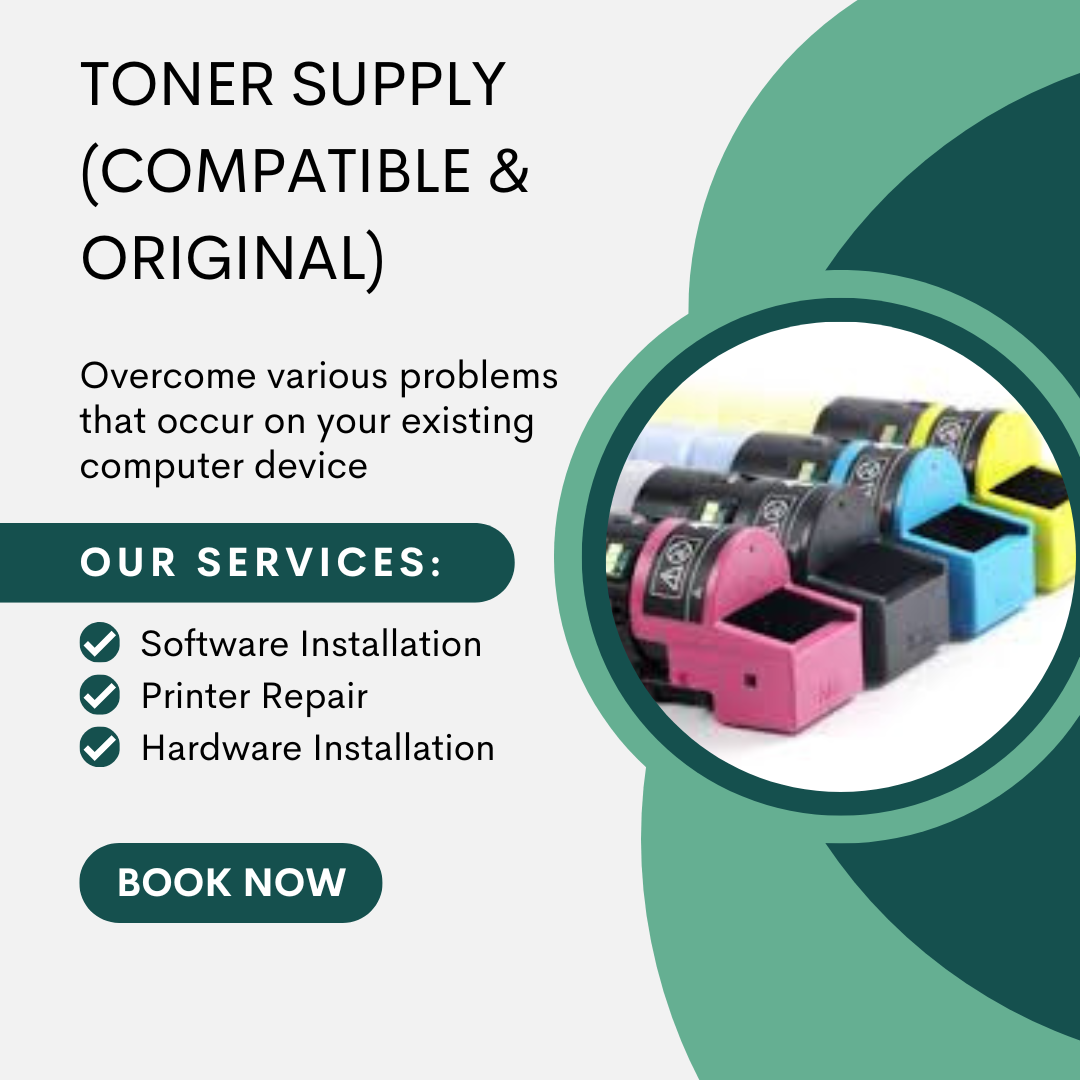 TONER SUPPLY
(COMPATIBLE &
ORIGINAL)
Overcome various problems
that occur on your existing
computer device
OUR SERVICES:
Software Installation
Printer Repair
Hardware Installation
BOOK NOW